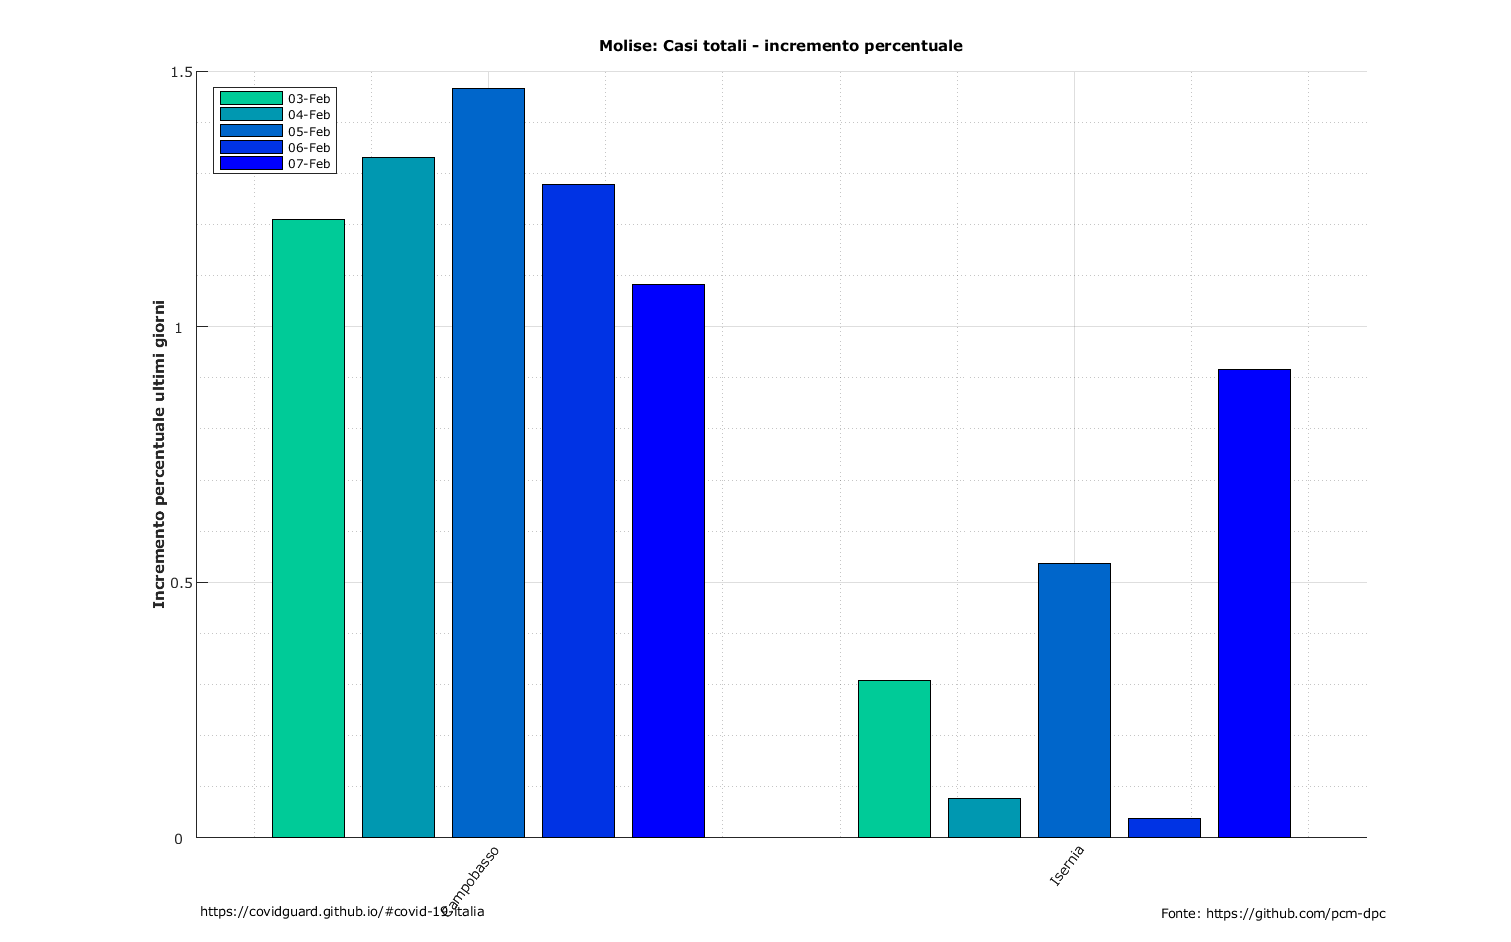 Molise: Casi totali - incremento percentuale
1.5
1
0.5
0
Incremento percentuale ultimi giorni
03-Feb
04-Feb
05-Feb
06-Feb
07-Feb
Campobasso
Isernia
https://covidguard.github.io/#covid-19-italia
Fonte: https://github.com/pcm-dpc